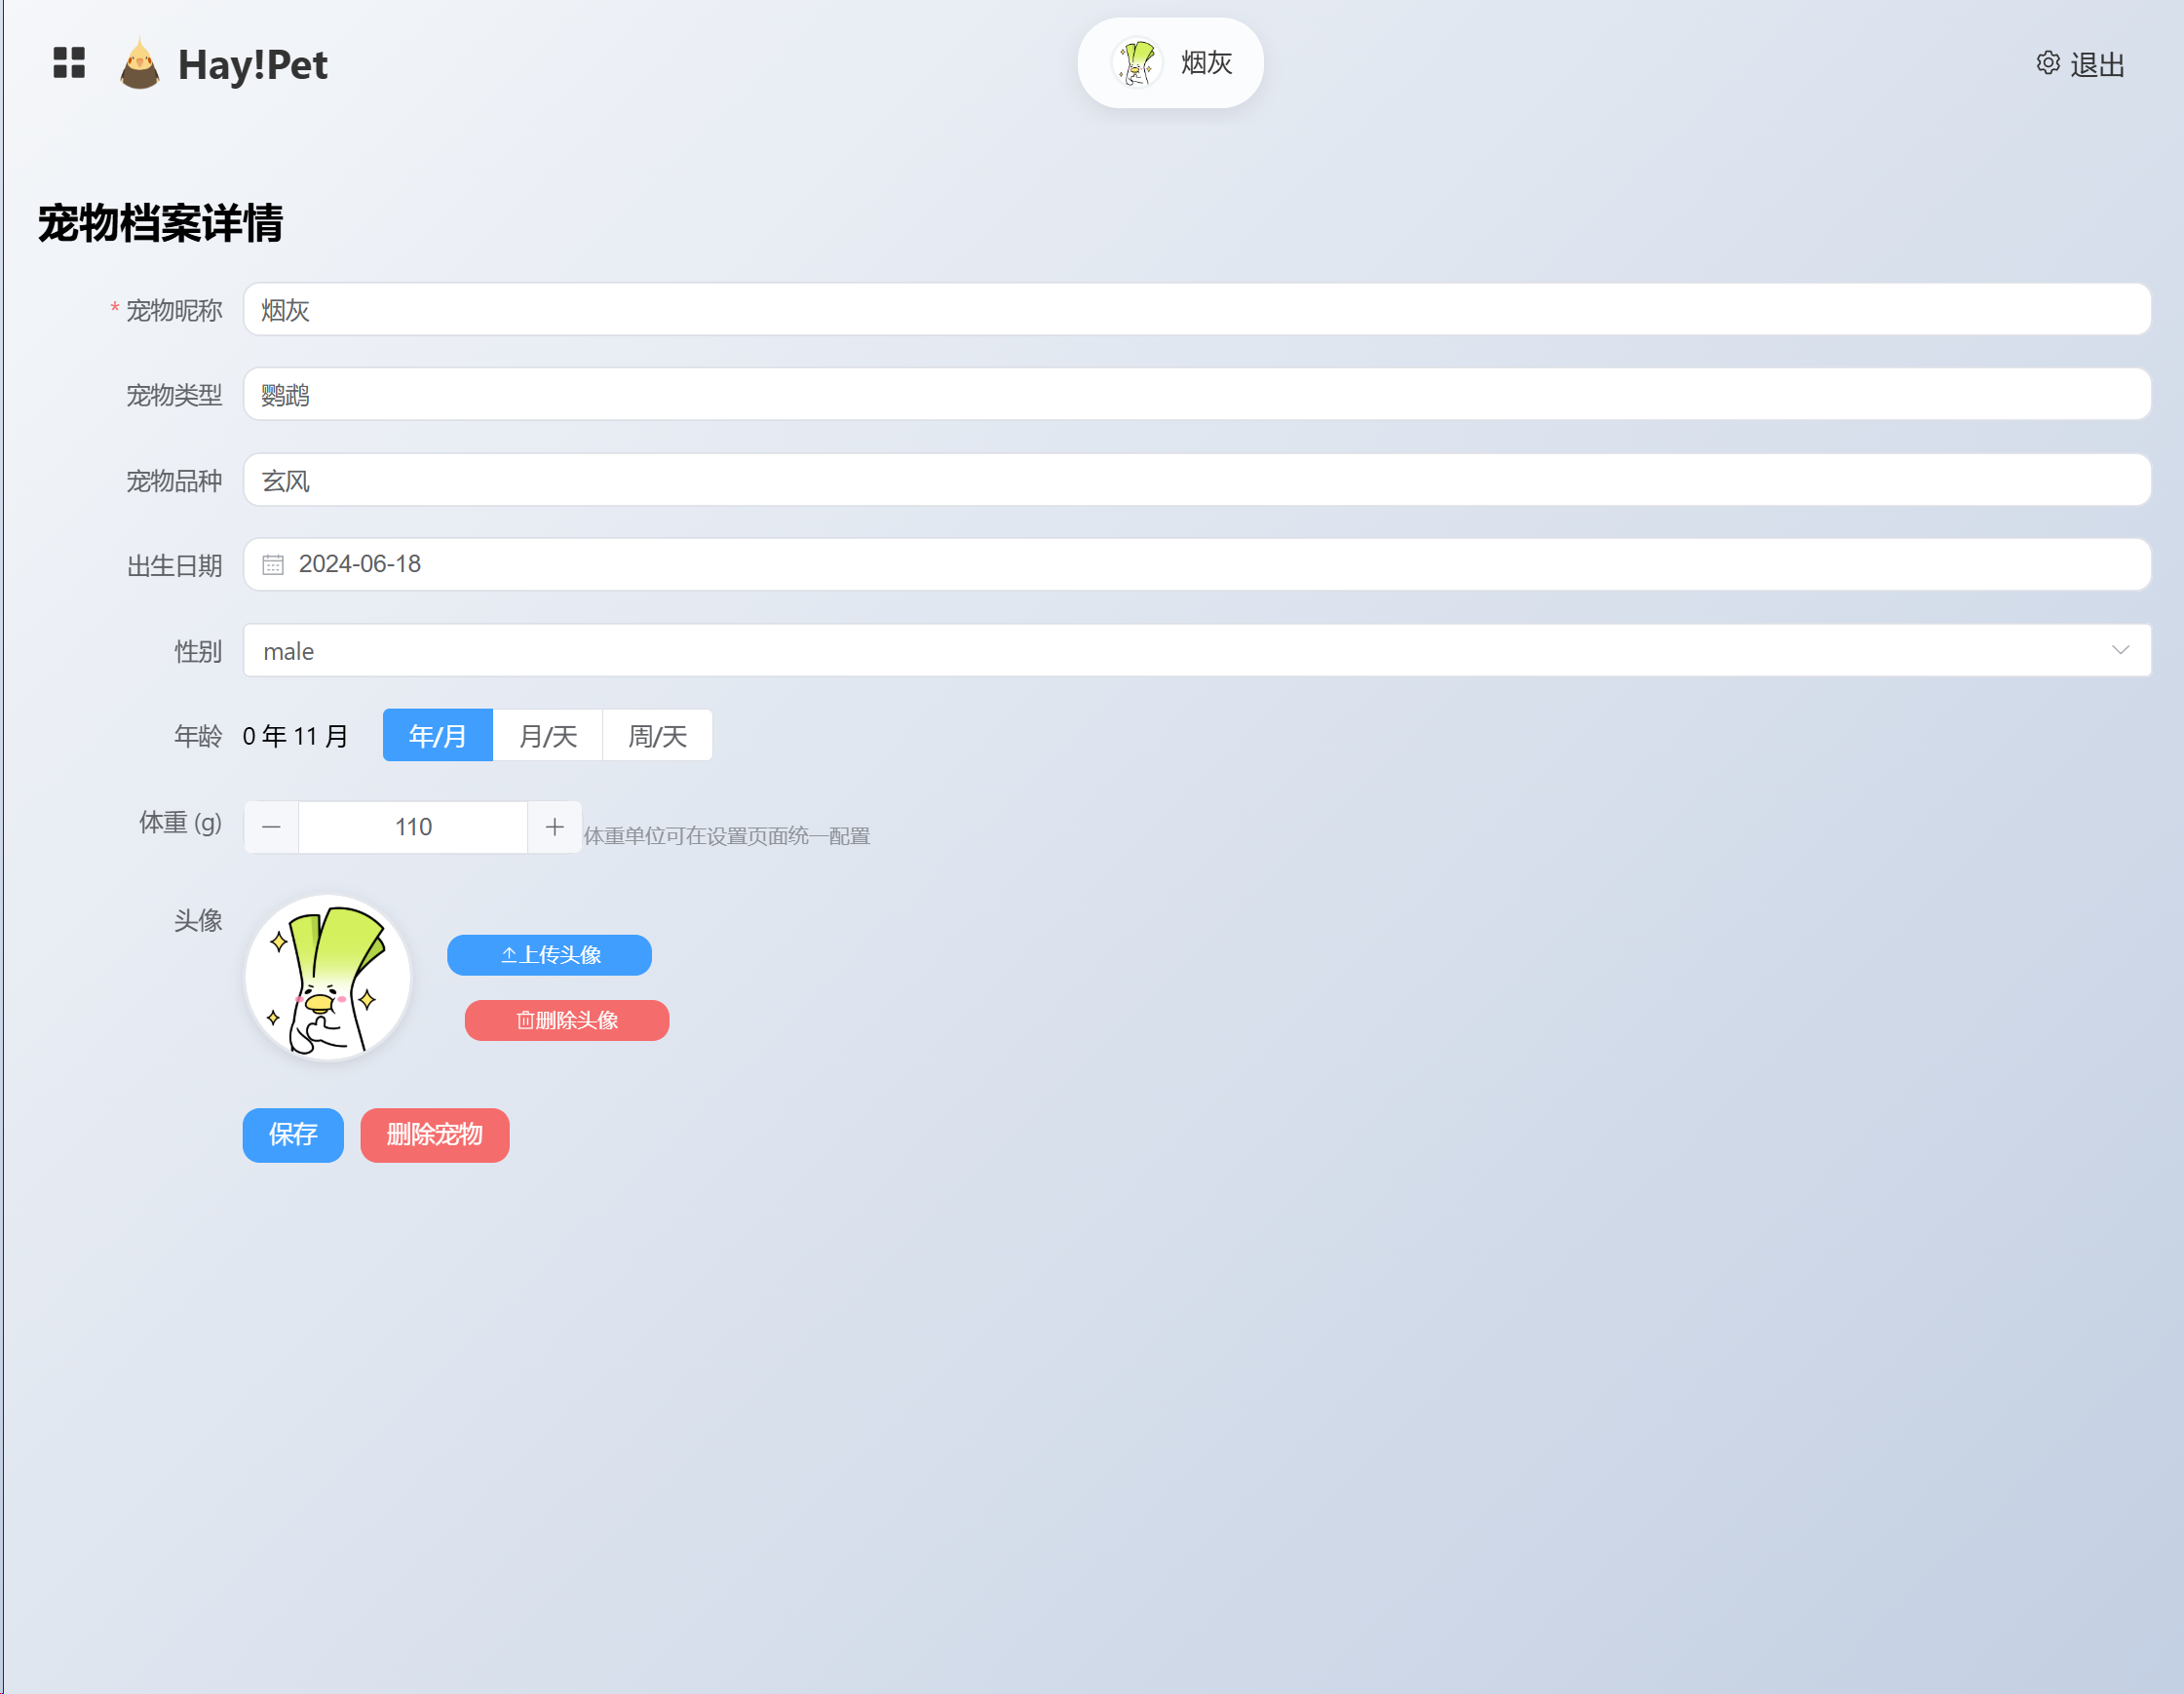 Hay!Pet
烟灰
退出
宠物档案详情
* 宠物昵称 烟灰
宠物类型 鹦鹉
宠物品种 玄风
出生日期 2024-06-18
性别 male
年龄 0 年 11 月 年/月 月/天 周/天
体重 (g) 110 体重单位可在设置页面统一配置
头像
上传头像
删除头像
保存 删除宠物